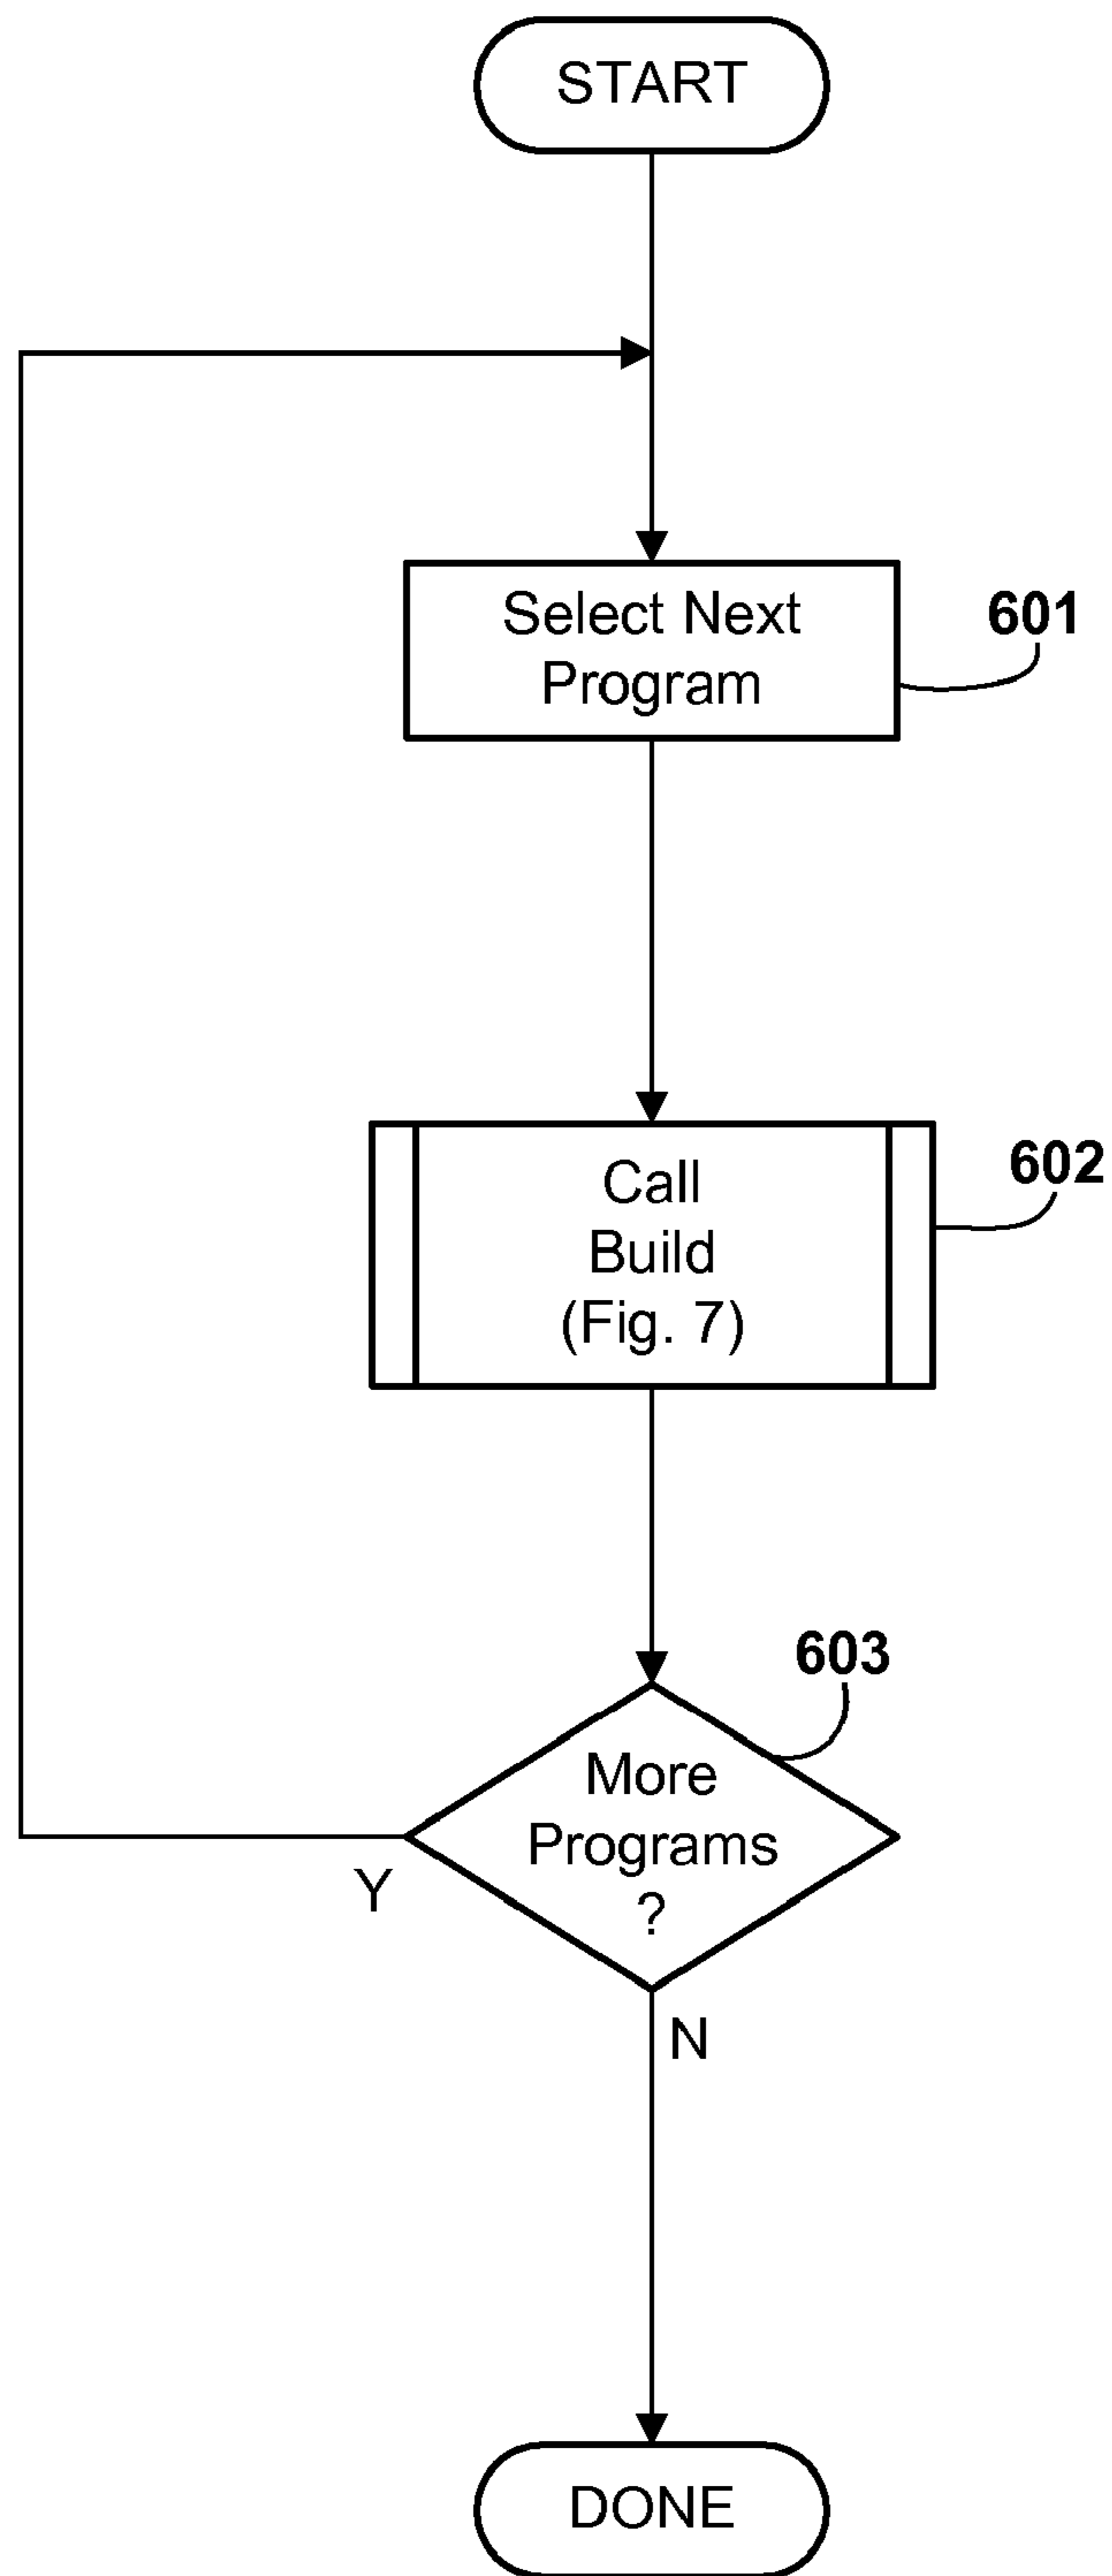 START
Select Next
Program
601
Call
Build
(Fig. 7)
602
603
More
Programs
?
Y
N
DONE